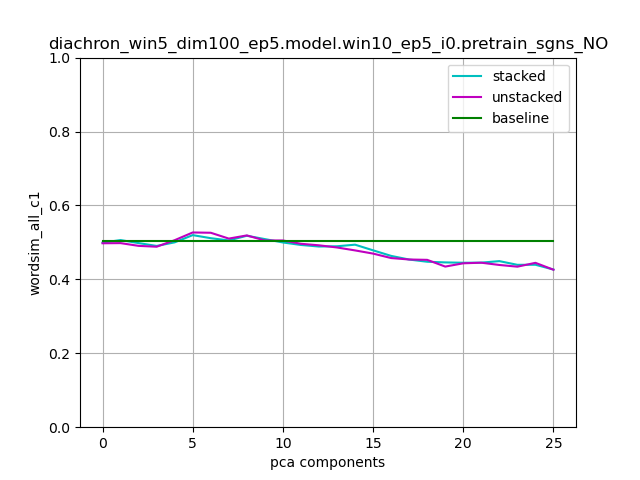 diachron_win5_dim100_ep5.model.win10_ep5_i0.pretrain_sgns_NO
stacked
unstacked
baseline
wordsim_all_c1
1.0
0.8
0.6
0.4
0.2
0.0
0 5 10 15 20 25
pca components